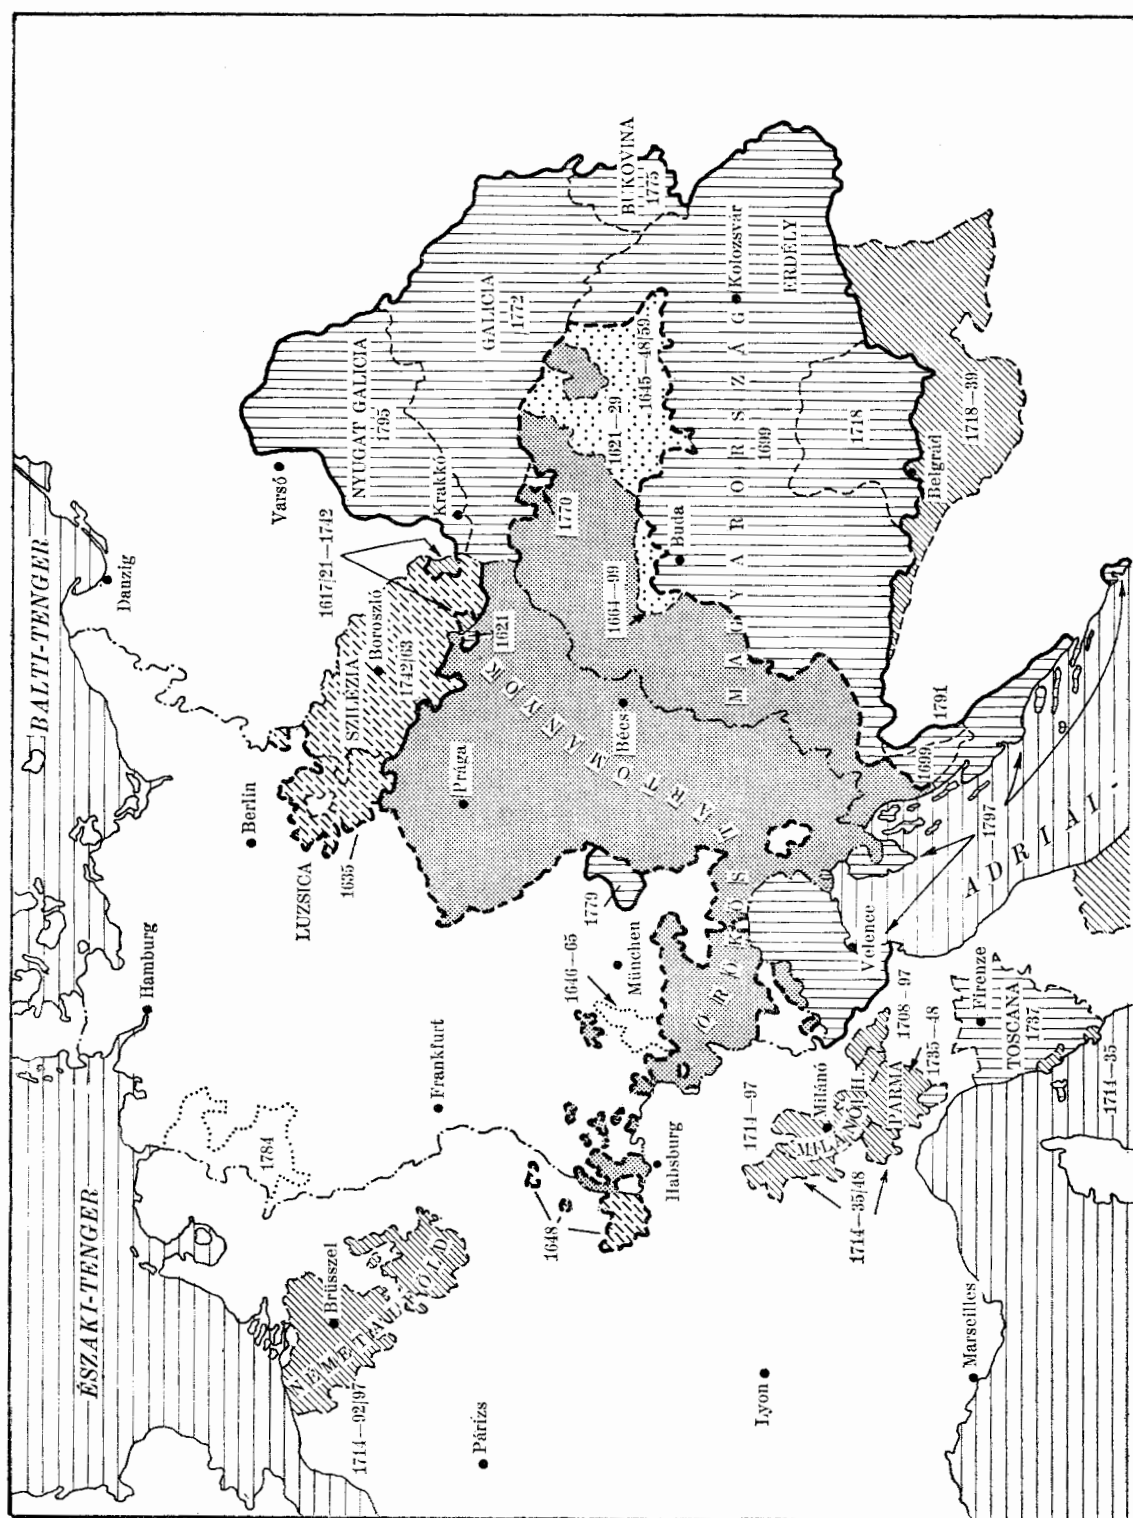 ÉSZAKI-TENGER
BALTI-TENGER
Hamburg
Danzig
1784
Berlin
Varsó
Brüsszel
NÉMETALFÖLD
1714—92/97
LUZSICA
1635
SZILÉZIA
Boroszló
1742/63
1617/21—1742
NYUGAT GALICIA
1795
Krakkó
GALICIA
1772
Párizs
Frankfurt
Prága
1621
1770
BUKOVINA
1775
1648
1646—65
München
1779
ÖRÖKÖS TARTOMÁNYOK
Bécs
1664—99
1621—29
1645—48/59
Buda
Habsburg
MAGYARORSZÁG
1699
Kolozsvár
ERDÉLY
1718
Lyon
1714—97
Milánó
MILÁNÓI H.
1714—35/48
PARMA
1708—97
1735—48
Velence
1699
1791
Belgrád
1718—39
Marseilles
Firenze
TOSCANA
1737
1714—35
1797
ADRIAI.